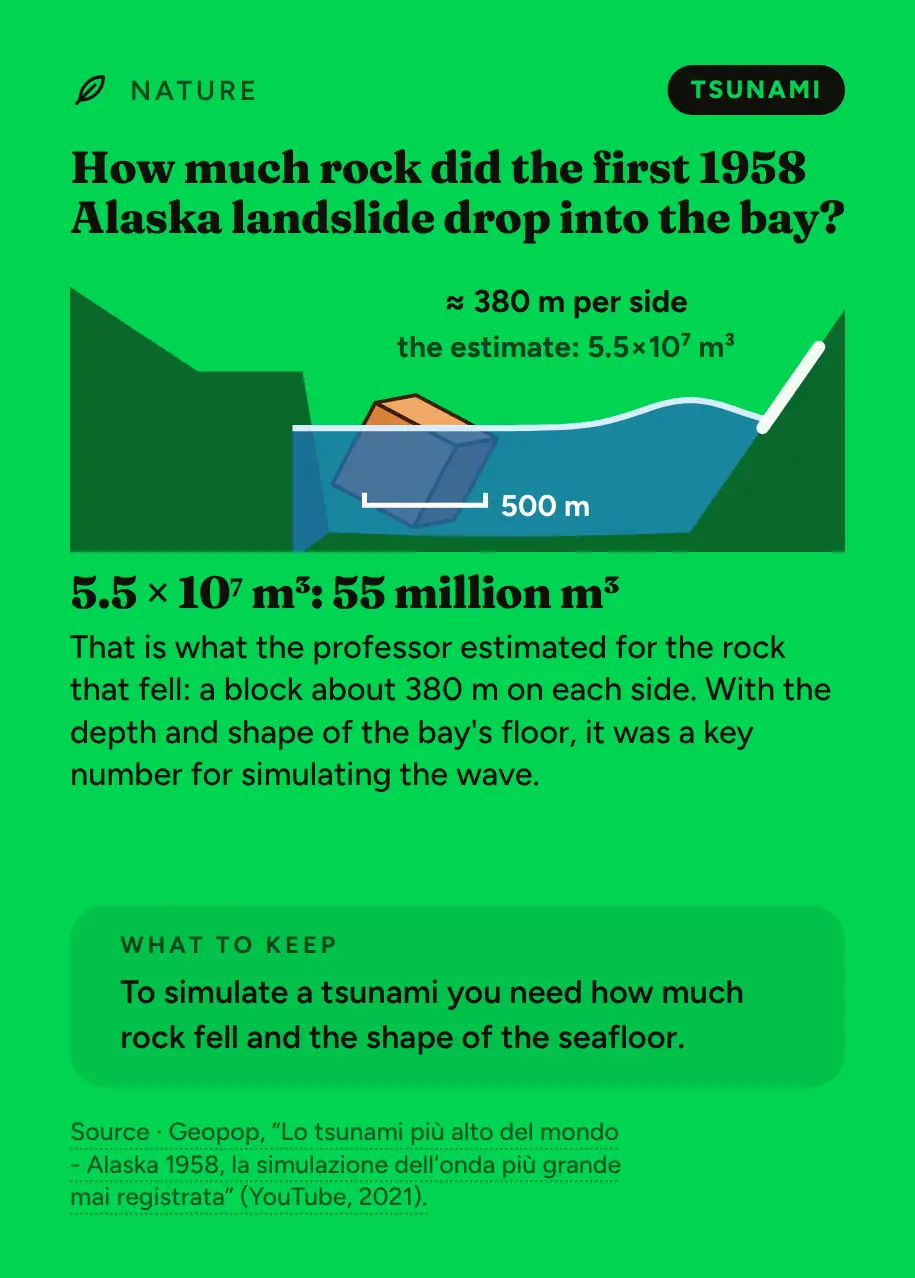 NATURE
TSUNAMI
How much rock did the first 1958
Alaska landslide drop into the bay?
≈ 380 m per side
the estimate: 5.5×10⁷ m³
500 m
5.5 × 10⁷ m³: 55 million m³
That is what the professor estimated for the rock
that fell: a block about 380 m on each side. With the
depth and shape of the bay's floor, it was a key
number for simulating the wave.
WHAT TO KEEP
To simulate a tsunami you need how much
rock fell and the shape of the seafloor.
Source · Geopop, “Lo tsunami più alto del mondo
- Alaska 1958, la simulazione dell'onda più grande
mai registrata” (YouTube, 2021).